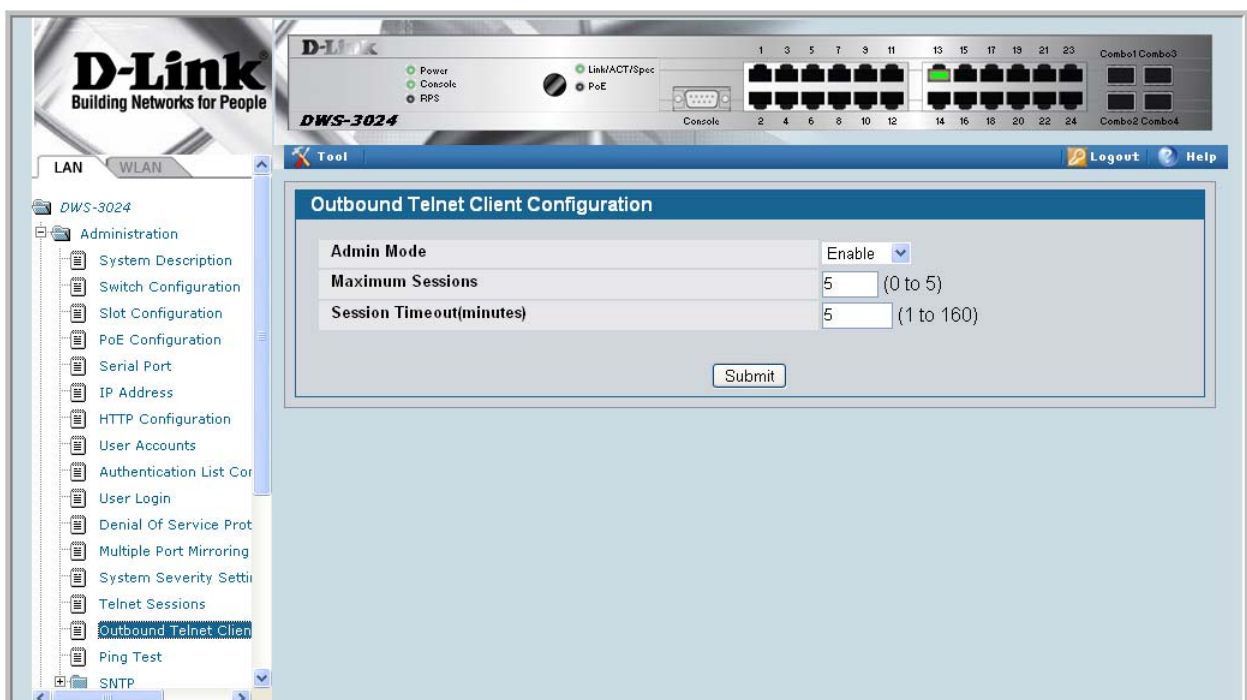 D-Link
Building Networks for People
D-Link
Power
Console
RPS
Link/ACT/Spec
PoE
DWS-3024
Console
1 3 5 7 9 11 13 15 17 19 21 23
Combo1 Combo3
2 4 6 8 10 12 14 16 18 20 22 24
Combo2 Combo4
LAN
WLAN
Tool
Logout
Help
DWS-3024
Administration
System Description
Switch Configuration
Slot Configuration
PoE Configuration
Serial Port
IP Address
HTTP Configuration
User Accounts
Authentication List Cor
User Login
Denial Of Service Prot
Multiple Port Mirroring
System Severity Settin
Telnet Sessions
Outbound Telnet Clien
Ping Test
SNTP
Outbound Telnet Client Configuration
Admin Mode Enable
Maximum Sessions 5 (0 to 5)
Session Timeout(minutes) 5 (1 to 160)
Submit